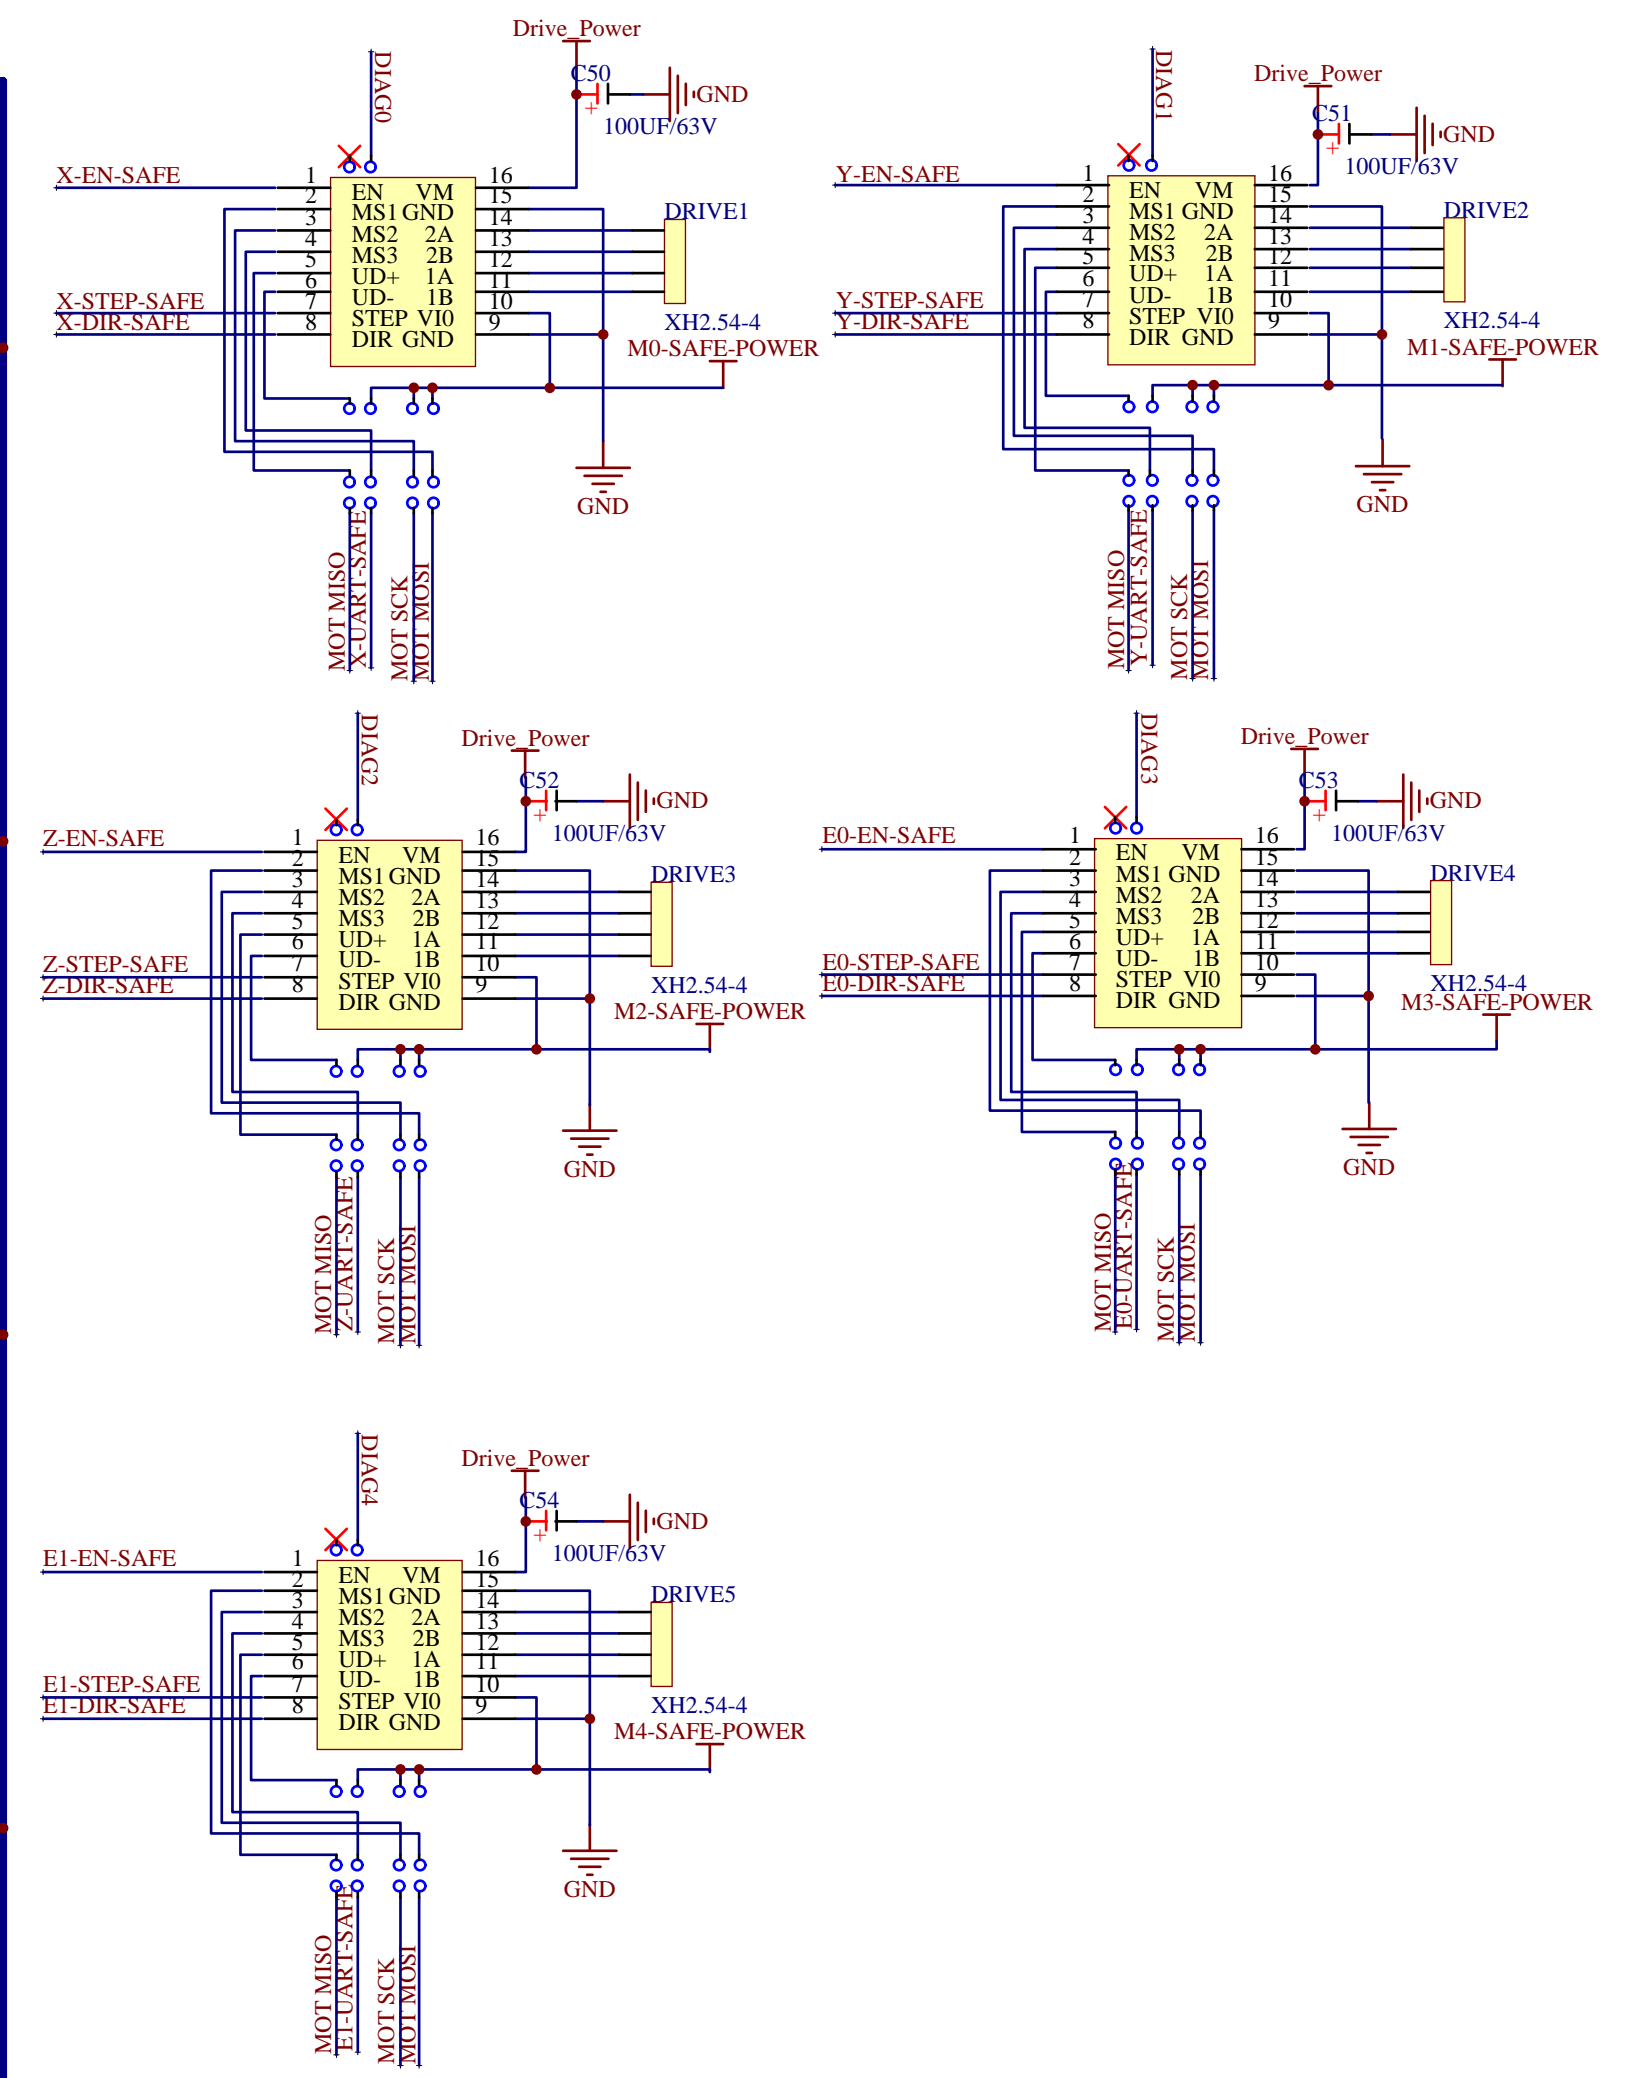 Drive_Power
DIAG0
C50
GND
100UF/63V
X-EN-SAFE
1 EN VM 16
2 MS1 GND 15
3 MS2 2A 14
4 MS3 2B 13
5 UD+ 1A 12
6 UD- 1B 11
7 STEP VI0 10
8 DIR GND 9
X-STEP-SAFE
X-DIR-SAFE
DRIVE1
XH2.54-4
M0-SAFE-POWER
GND
MOT MISO
X-UART-SAFE
MOT SCK
MOT MOSI
DIAG1
Drive_Power
C51
GND
100UF/63V
Y-EN-SAFE
1 EN VM 16
2 MS1 GND 15
3 MS2 2A 14
4 MS3 2B 13
5 UD+ 1A 12
6 UD- 1B 11
7 STEP VI0 10
8 DIR GND 9
Y-STEP-SAFE
Y-DIR-SAFE
DRIVE2
XH2.54-4
M1-SAFE-POWER
GND
MOT MISO
Y-UART-SAFE
MOT SCK
MOT MOSI
DIAG2
Drive_Power
C52
GND
100UF/63V
Z-EN-SAFE
1 EN VM 16
2 MS1 GND 15
3 MS2 2A 14
4 MS3 2B 13
5 UD+ 1A 12
6 UD- 1B 11
7 STEP VI0 10
8 DIR GND 9
Z-STEP-SAFE
Z-DIR-SAFE
DRIVE3
XH2.54-4
M2-SAFE-POWER
GND
MOT MISO
Z-UART-SAFE
MOT SCK
MOT MOSI
DIAG3
Drive_Power
C53
GND
100UF/63V
E0-EN-SAFE
1 EN VM 16
2 MS1 GND 15
3 MS2 2A 14
4 MS3 2B 13
5 UD+ 1A 12
6 UD- 1B 11
7 STEP VI0 10
8 DIR GND 9
E0-STEP-SAFE
E0-DIR-SAFE
DRIVE4
XH2.54-4
M3-SAFE-POWER
GND
MOT MISO
E0-UART-SAFE
MOT SCK
MOT MOSI
DIAG4
Drive_Power
C54
GND
100UF/63V
E1-EN-SAFE
1 EN VM 16
2 MS1 GND 15
3 MS2 2A 14
4 MS3 2B 13
5 UD+ 1A 12
6 UD- 1B 11
7 STEP VI0 10
8 DIR GND 9
E1-STEP-SAFE
E1-DIR-SAFE
DRIVE5
XH2.54-4
M4-SAFE-POWER
GND
MOT MISO
E1-UART-SAFE
MOT SCK
MOT MOSI